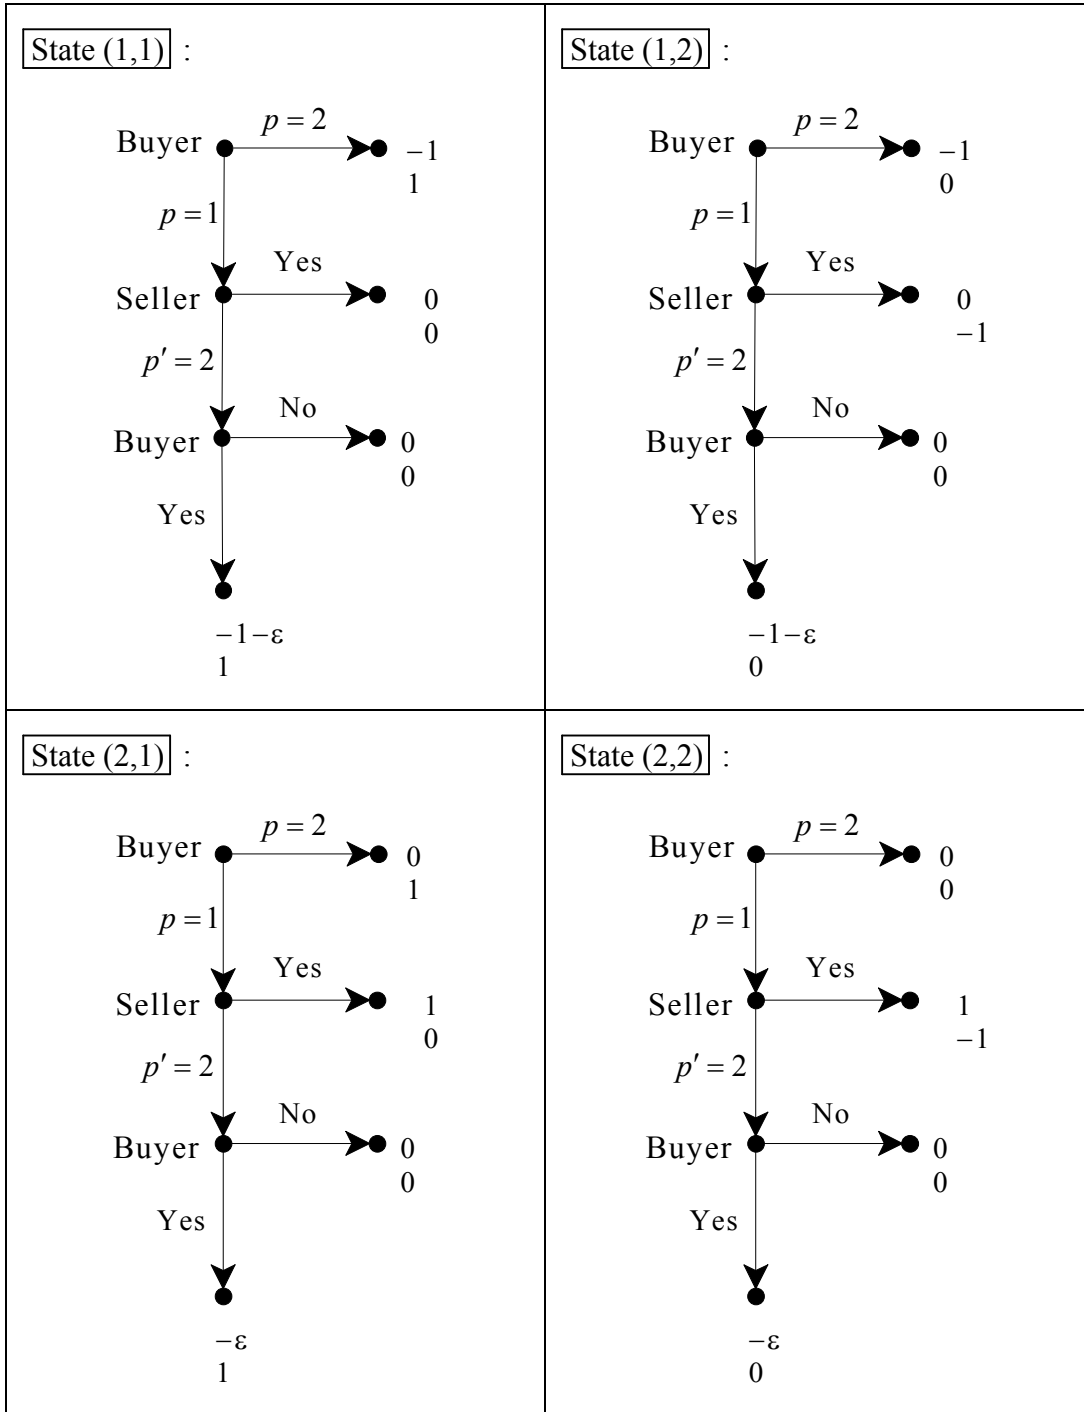 State (1,1) :
p = 2
Buyer
−1
1
p = 1
Yes
Seller
0
0
p′ = 2
No
Buyer
0
0
Yes
−1−ε
1
State (1,2) :
p = 2
Buyer
−1
0
p = 1
Yes
Seller
0
−1
p′ = 2
No
Buyer
0
0
Yes
−1−ε
0
State (2,1) :
p = 2
Buyer
0
1
p = 1
Yes
Seller
1
0
p′ = 2
No
Buyer
0
0
Yes
−ε
1
State (2,2) :
p = 2
Buyer
0
0
p = 1
Yes
Seller
1
−1
p′ = 2
No
Buyer
0
0
Yes
−ε
0